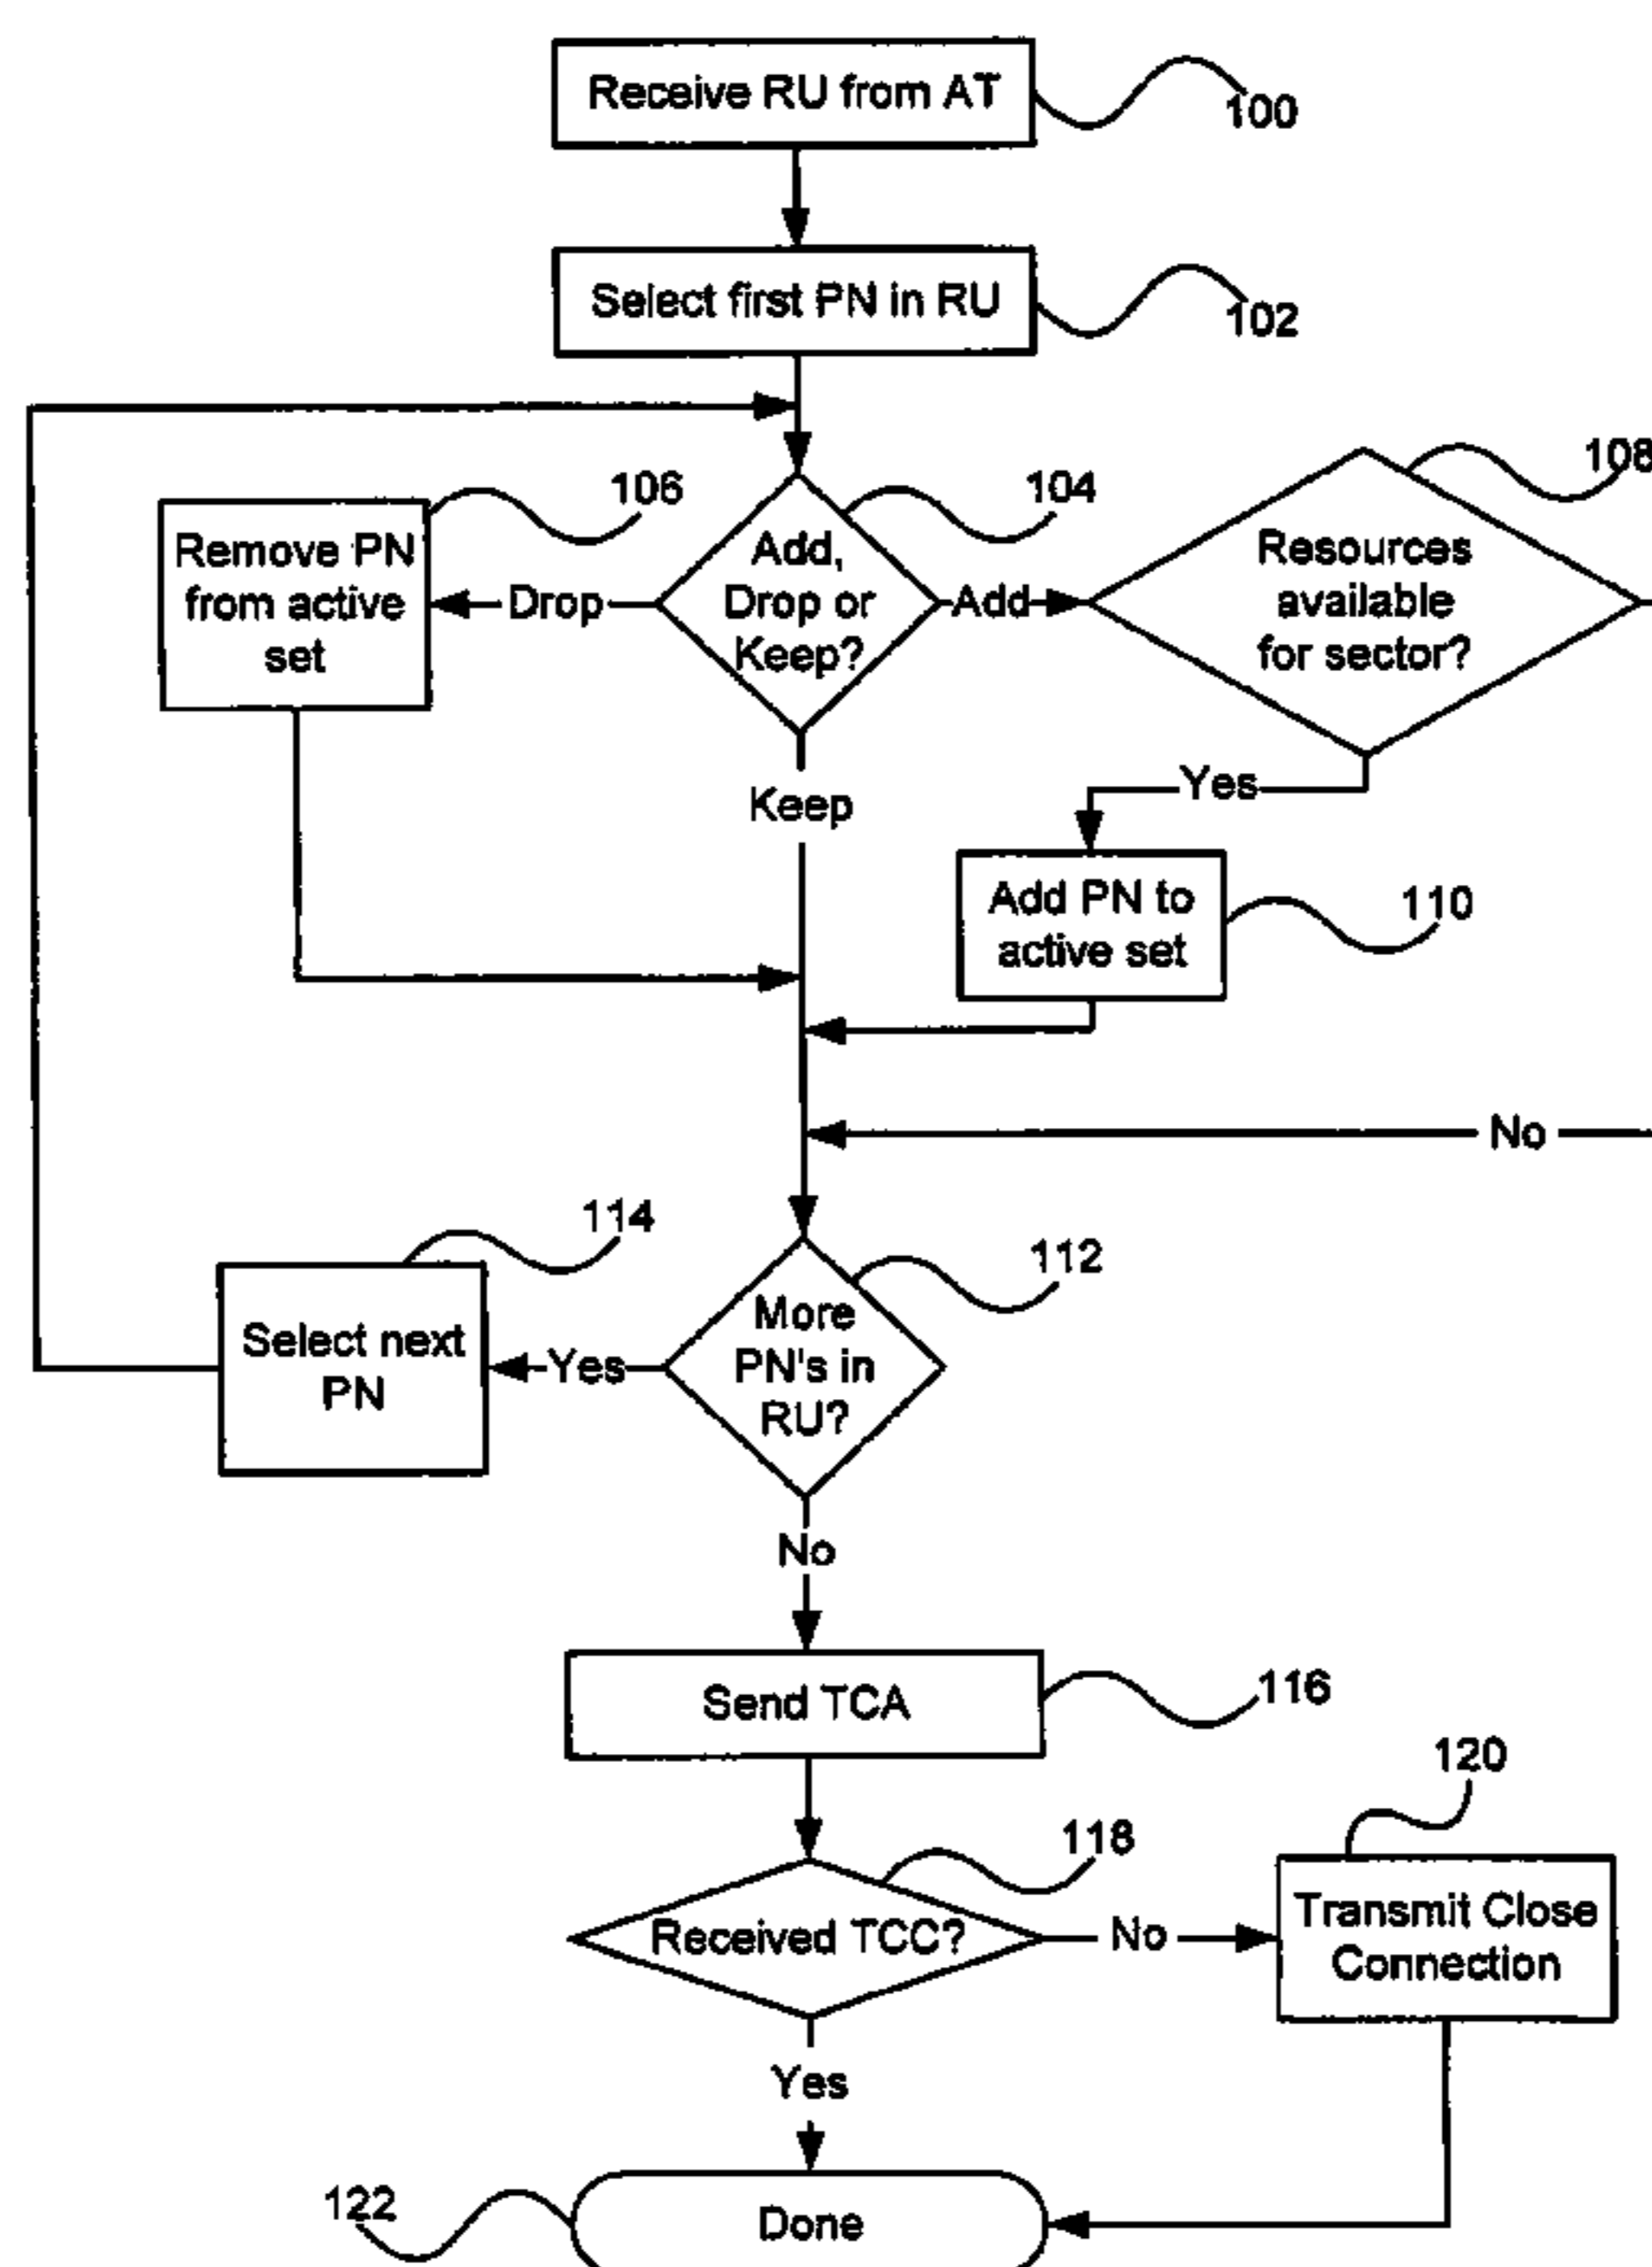 Receive RU from AT
100
Select first PN in RU
102
106
104
108
Remove PN
from active
set
Drop
Add,
Drop or
Keep?
Add
Resources
available
for sector?
Keep
Yes
Add PN to
active set
110
No
114
112
Select next
PN
Yes
More
PN's in
RU?
No
Send TCA
116
120
118
Received TCC?
No
Transmit Close
Connection
Yes
122
Done